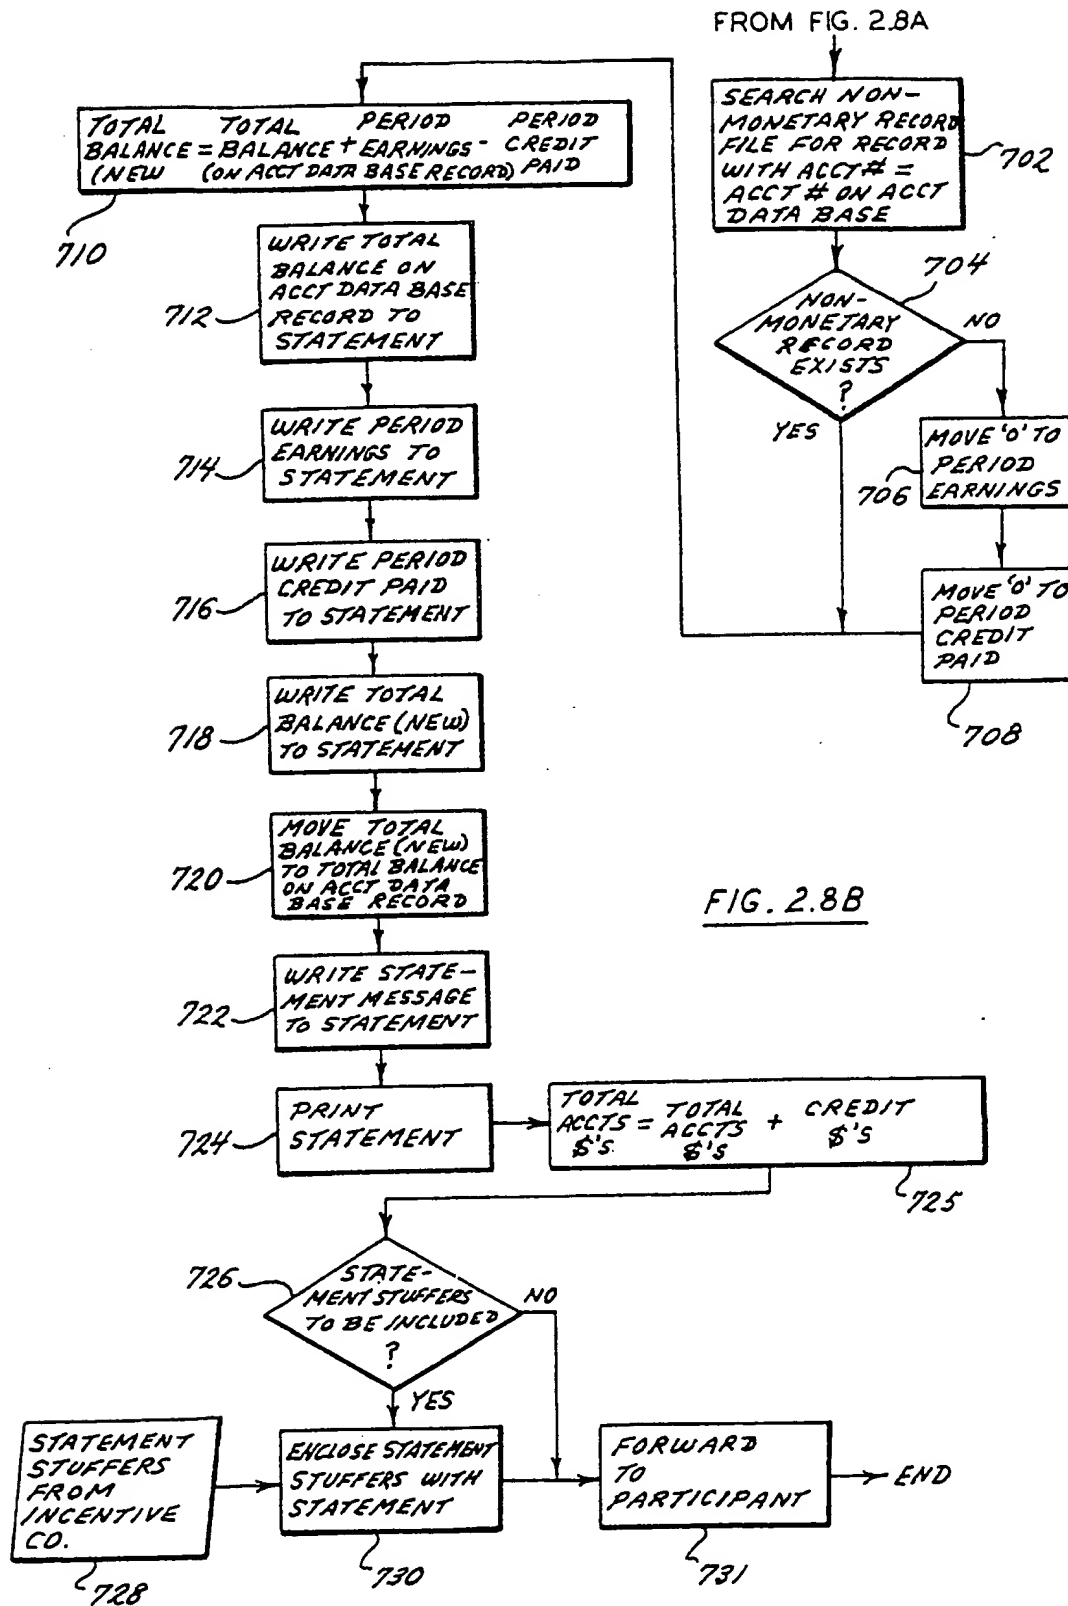 FROM FIG. 2.8A
SEARCH NON-
MONETARY RECORD
FILE FOR RECORD
WITH ACCT # =
ACCT # ON ACCT
DATA BASE
702
704
NON-
MONETARY
RECORD
EXISTS
?
NO
YES
MOVE '0' TO
PERIOD
EARNINGS
706
MOVE '0' TO
PERIOD
CREDIT
PAID
708
TOTAL TOTAL PERIOD PERIOD
BALANCE = BALANCE + EARNINGS - CREDIT
(NEW (ON ACCT DATA BASE RECORD) PAID
710
WRITE TOTAL
BALANCE ON
ACCT DATA BASE
RECORD TO
STATEMENT
712
WRITE PERIOD
EARNINGS TO
STATEMENT
714
WRITE PERIOD
CREDIT PAID
TO STATEMENT
716
WRITE TOTAL
BALANCE (NEW)
TO STATEMENT
718
MOVE TOTAL
BALANCE (NEW)
TO TOTAL BALANCE
ON ACCT DATA
BASE RECORD
720
FIG. 2.8B
WRITE STATE-
MENT MESSAGE
TO STATEMENT
722
PRINT
STATEMENT
724
TOTAL TOTAL CREDIT
ACCTS = ACCTS + $'S
$'S. $'S
725
726
STATE-
MENT STUFFERS
TO BE INCLUDED
?
NO
YES
STATEMENT
STUFFERS
FROM
INCENTIVE
CO.
728
ENCLOSE STATEMENT
STUFFERS WITH
STATEMENT
730
FORWARD
TO
PARTICIPANT
731
END